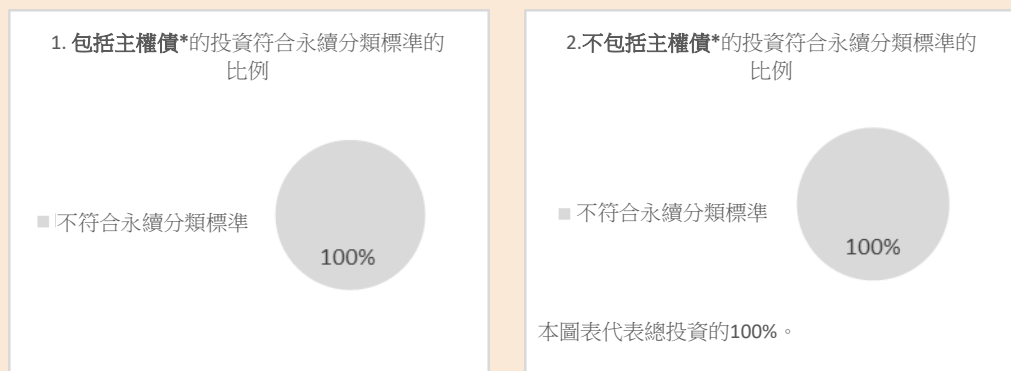 1. 包括主權債*的投資符合永續分類標準的
比例
不符合永續分類標準
100%
2.不包括主權債*的投資符合永續分類標準的
比例
不符合永續分類標準
100%
本圖表代表總投資的100%。